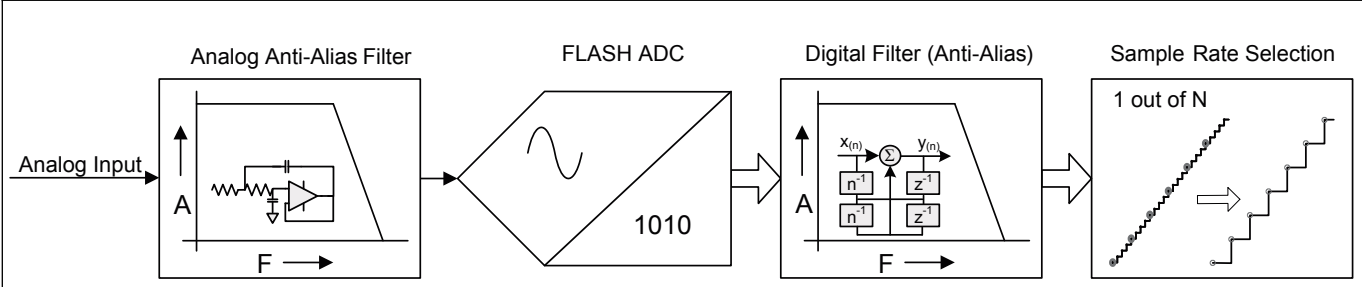 Analog Anti-Alias Filter
FLASH ADC
Digital Filter (Anti-Alias)
Sample Rate Selection
Analog Input
A
F
1010
A
x(n)
Σ
y(n)
n-1
z-1
n-1
z-1
F
1 out of N